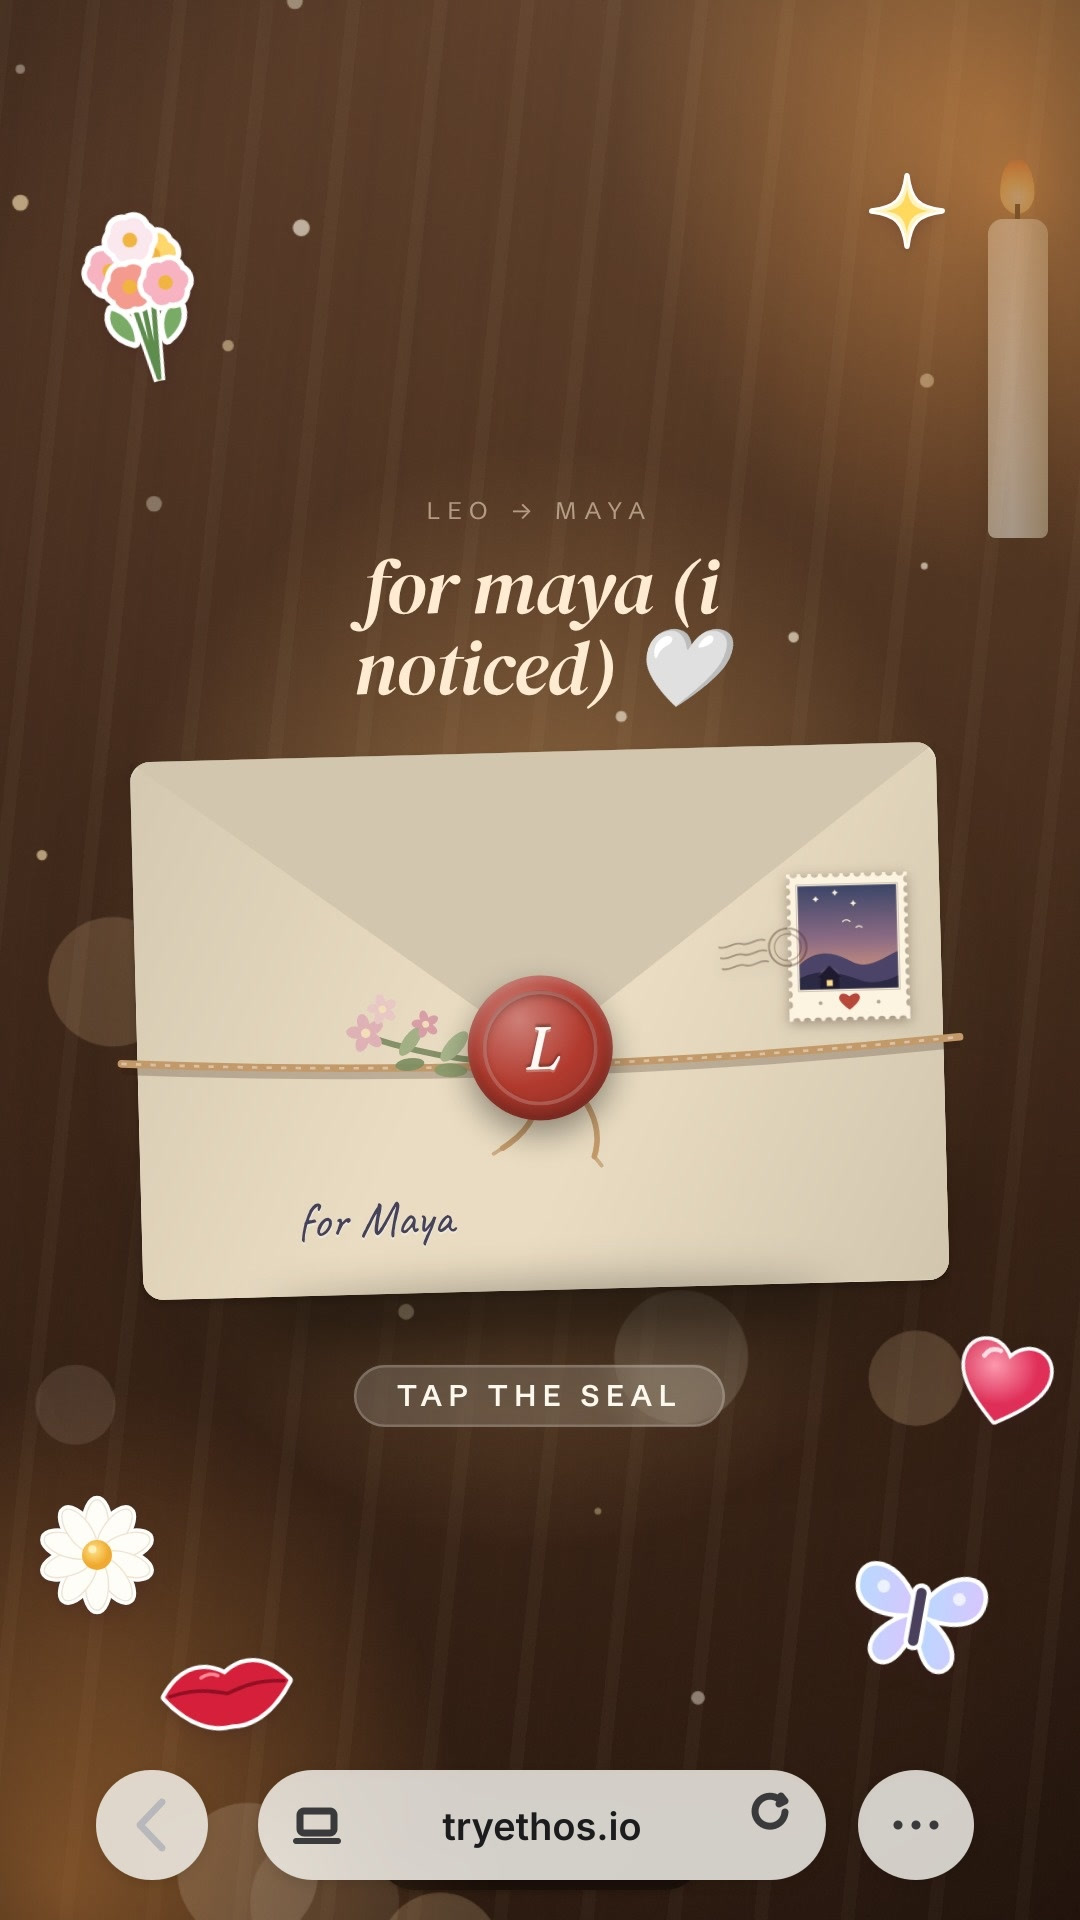 LEO → MAYA
for maya (i
noticed) 🤍
L
for Maya
TAP THE SEAL
tryethos.io